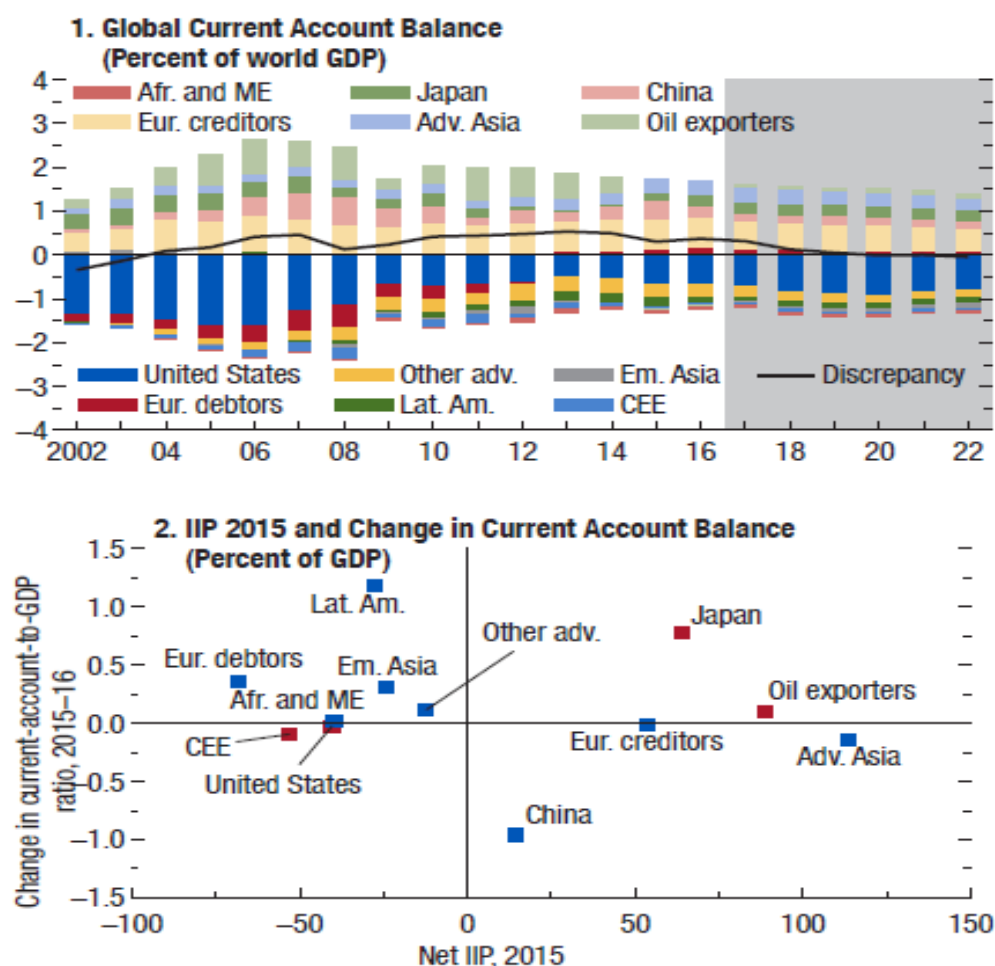 1. Global Current Account Balance
(Percent of world GDP)
4
3
2
1
0
–1
–2
–3
–4
Afr. and ME
Japan
China
Eur. creditors
Adv. Asia
Oil exporters
United States
Other adv.
Em. Asia
Discrepancy
Eur. debtors
Lat. Am.
CEE
2002 04 06 08 10 12 14 16 18 20 22
2. IIP 2015 and Change in Current Account Balance
(Percent of GDP)
Change in current-account-to-GDP
ratio, 2015–16
1.5
1.0
0.5
0.0
–0.5
–1.0
–1.5
Lat. Am.
Other adv.
Japan
Eur. debtors
Em. Asia
Afr. and ME
Oil exporters
CEE
Eur. creditors
United States
Adv. Asia
China
–100 –50 0 50 100 150
Net IIP, 2015